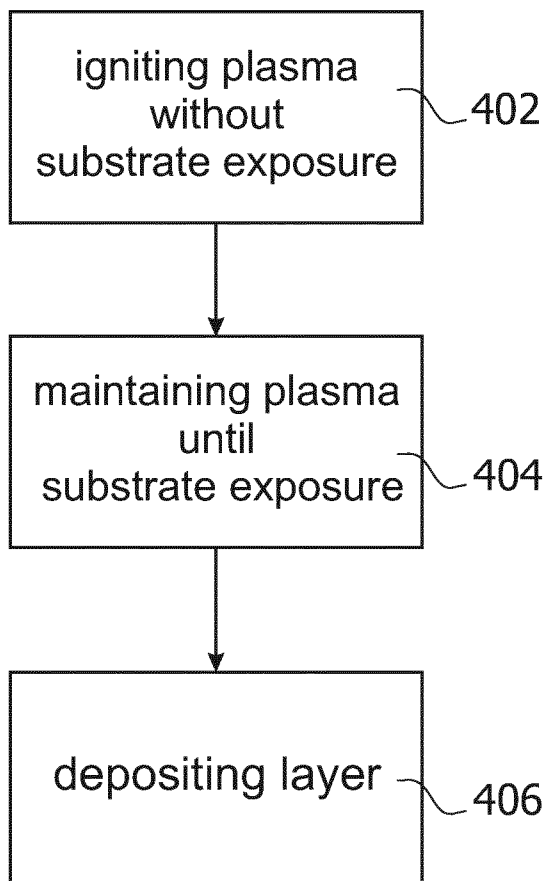 igniting plasma
without
substrate exposure
402
maintaining plasma
until
substrate exposure
404
depositing layer
406